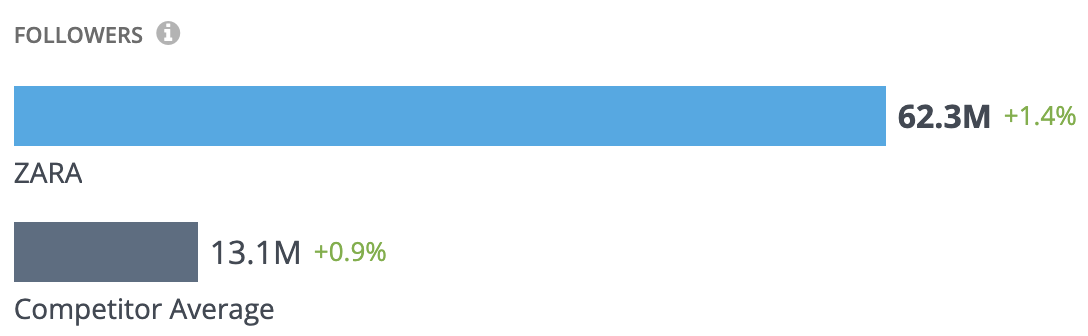 FOLLOWERS
62.3M +1.4%
ZARA
13.1M +0.9%
Competitor Average